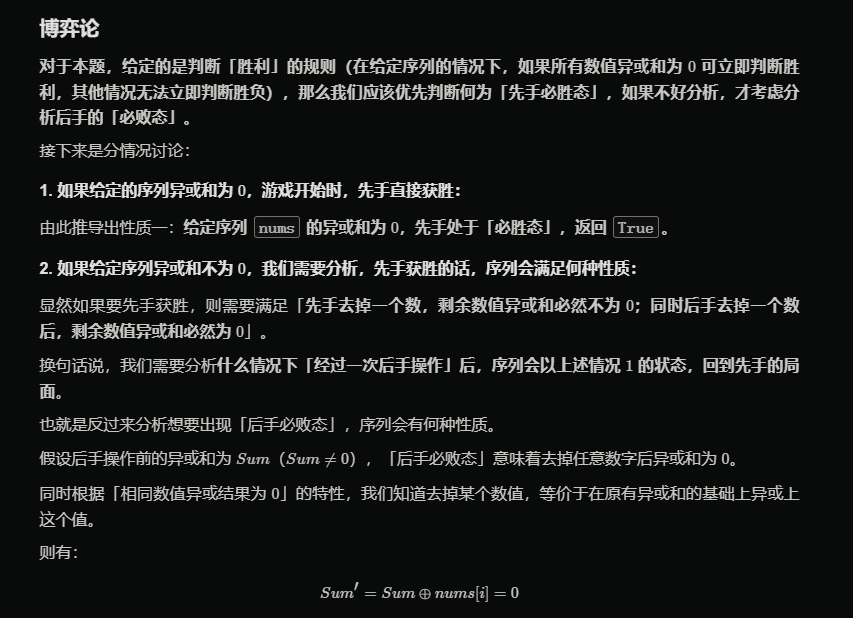 博弈论
对于本题，给定的是判断「胜利」的规则（在给定序列的情况下，如果所有数值异或和为 0 可立即判断胜
利，其他情况无法立即判断胜负），那么我们应该优先判断何为「先手必胜态」，如果不好分析，才考虑分
析后手的「必败态」。
接下来是分情况讨论：
1. 如果给定的序列异或和为 0，游戏开始时，先手直接获胜：
由此推导出性质一：给定序列 nums 的异或和为 0，先手处于「必胜态」，返回 True 。
2. 如果给定序列异或和不为 0，我们需要分析，先手获胜的话，序列会满足何种性质：
显然如果要先手获胜，则需要满足「先手去掉一个数，剩余数值异或和必然不为 0；同时后手去掉一个数
后，剩余数值异或和必然为 0」。
换句话说，我们需要分析什么情况下「经过一次后手操作」后，序列会以上述情况 1 的状态，回到先手的局
面。
也就是反过来分析想要出现「后手必败态」，序列会有何种性质。
假设后手操作前的异或和为 Sum（Sum ≠ 0），「后手必败态」意味着去掉任意数字后异或和为 0。
同时根据「相同数值异或结果为 0」的特性，我们知道去掉某个数值，等价于在原有异或和的基础上异或上
这个值。
则有：
Sum′ = Sum ⊕ nums[i] = 0